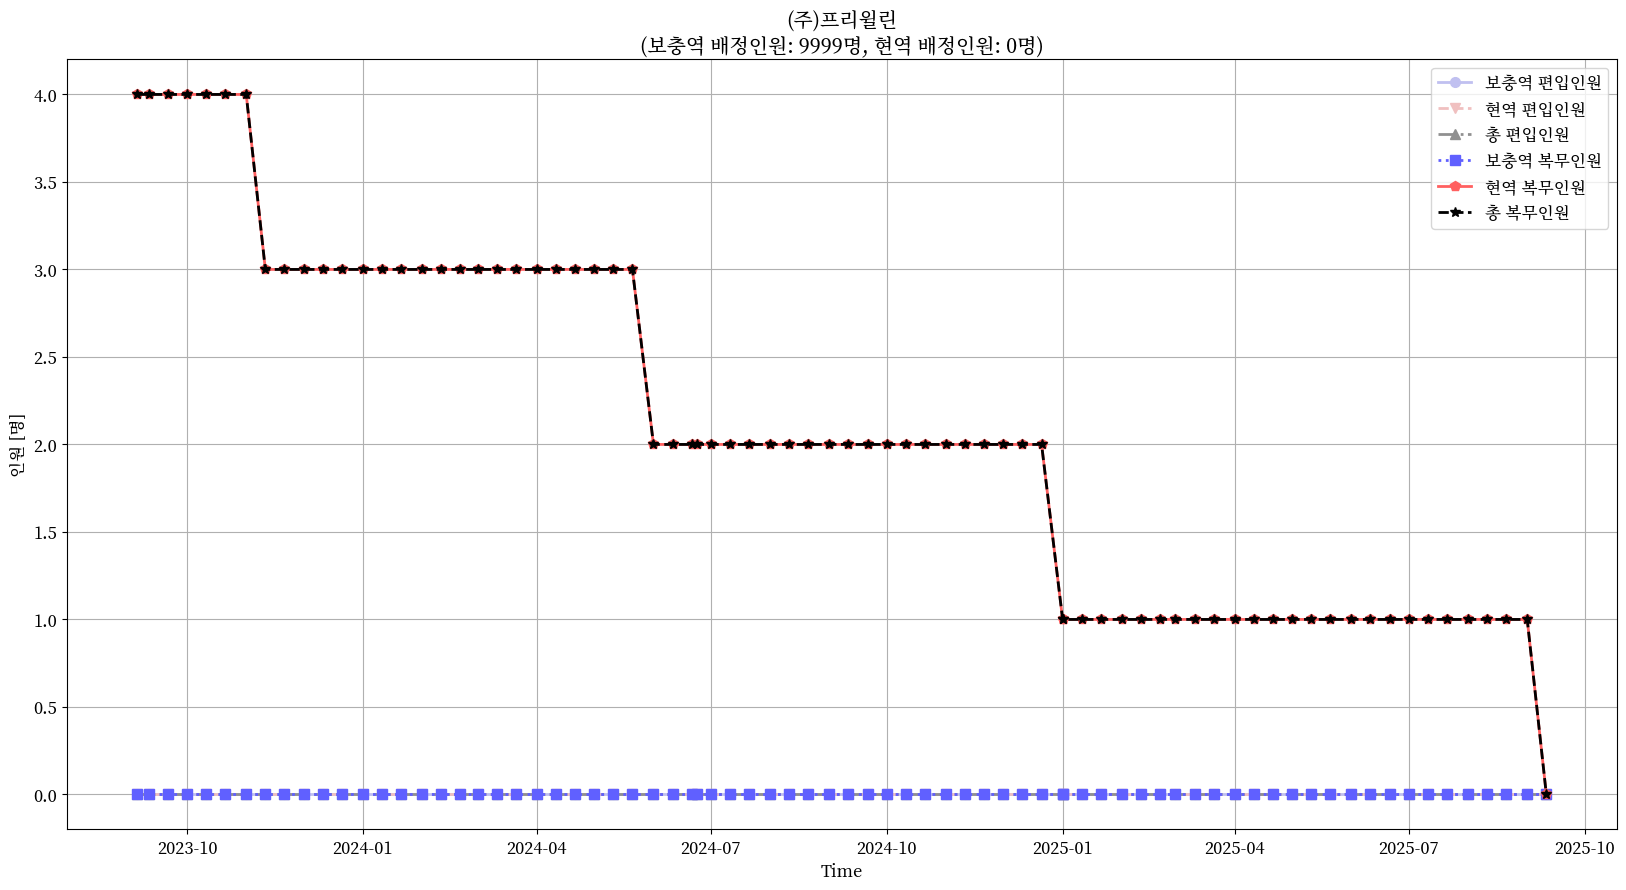 (주)프리윌린
(보충역 배정인원: 9999명, 현역 배정인원: 0명)
보충역 편입인원
현역 편입인원
총 편입인원
보충역 복무인원
현역 복무인원
총 복무인원
인원 [명]
4.0
3.5
3.0
2.5
2.0
1.5
1.0
0.5
0.0
2023-10
2024-01
2024-04
2024-07
2024-10
2025-01
2025-04
2025-07
2025-10
Time